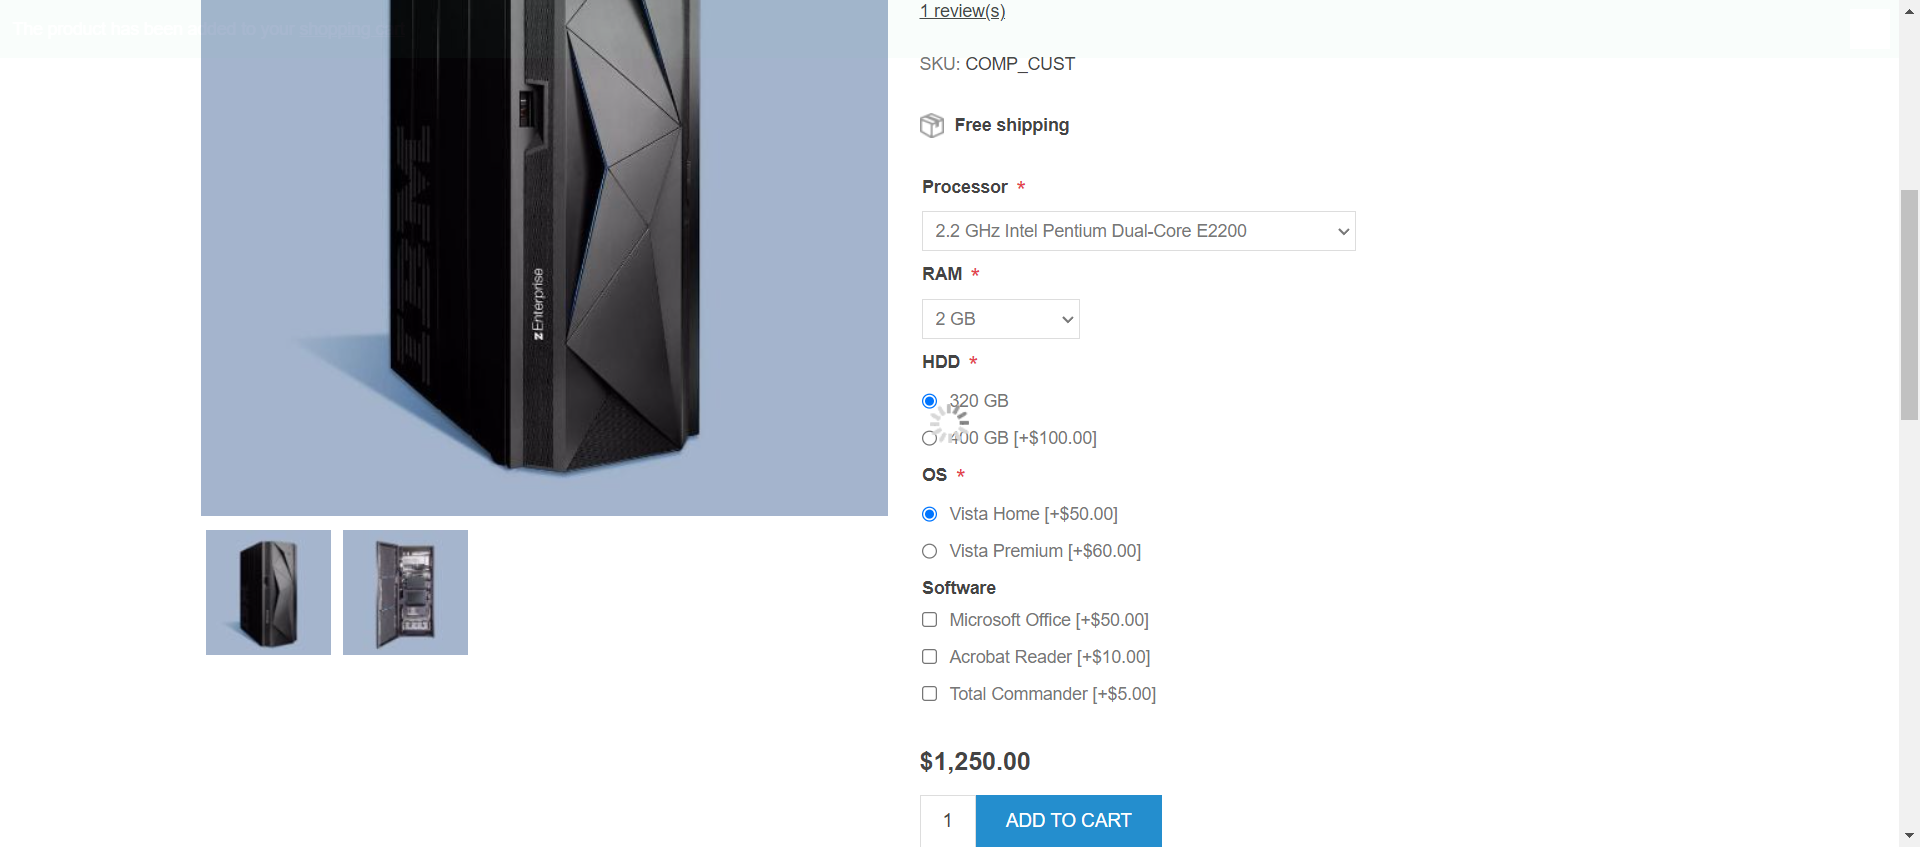 The product has been added to your shopping cart
1 review(s)
SKU: COMP_CUST
Free shipping
Processor *
2.2 GHz Intel Pentium Dual-Core E2200
RAM *
2 GB
HDD *
320 GB
400 GB [+$100.00]
OS *
Vista Home [+$50.00]
Vista Premium [+$60.00]
Software
Microsoft Office [+$50.00]
Acrobat Reader [+$10.00]
Total Commander [+$5.00]
$1,250.00
1 ADD TO CART
IBM
zEnterprise